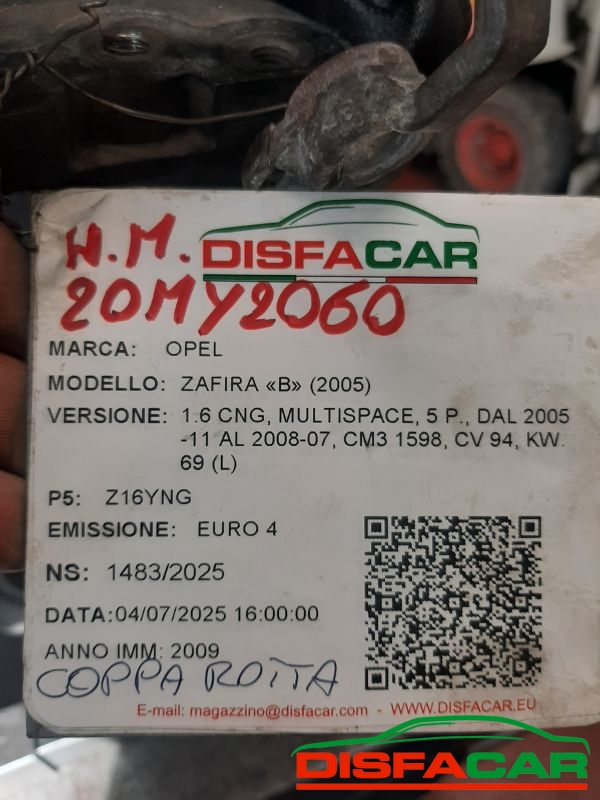 N.M.
DISFACAR
20MY2060
MARCA: OPEL
MODELLO: ZAFIRA «B» (2005)
VERSIONE: 1.6 CNG, MULTISPACE, 5 P., DAL 2005
-11 AL 2008-07, CM3 1598, CV 94, KW.
69 (L)
P5: Z16YNG
EMISSIONE: EURO 4
NS: 1483/2025
DATA:04/07/2025 16:00:00
ANNO IMM: 2009
COPPA ROTTA
E-mail: magazzino@disfacar.com - WWW.DISFACAR.EU
DISFACAR